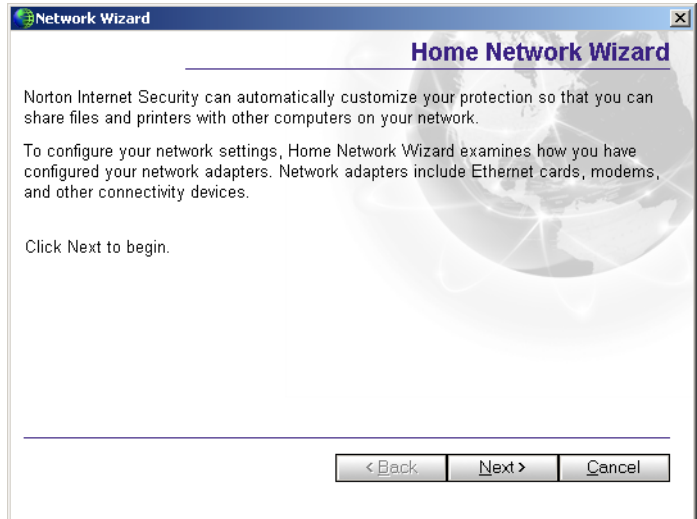 Network Wizard
Home Network Wizard
Norton Internet Security can automatically customize your protection so that you can
share files and printers with other computers on your network.
To configure your network settings, Home Network Wizard examines how you have
configured your network adapters. Network adapters include Ethernet cards, modems,
and other connectivity devices.
Click Next to begin.
< Back Next > Cancel